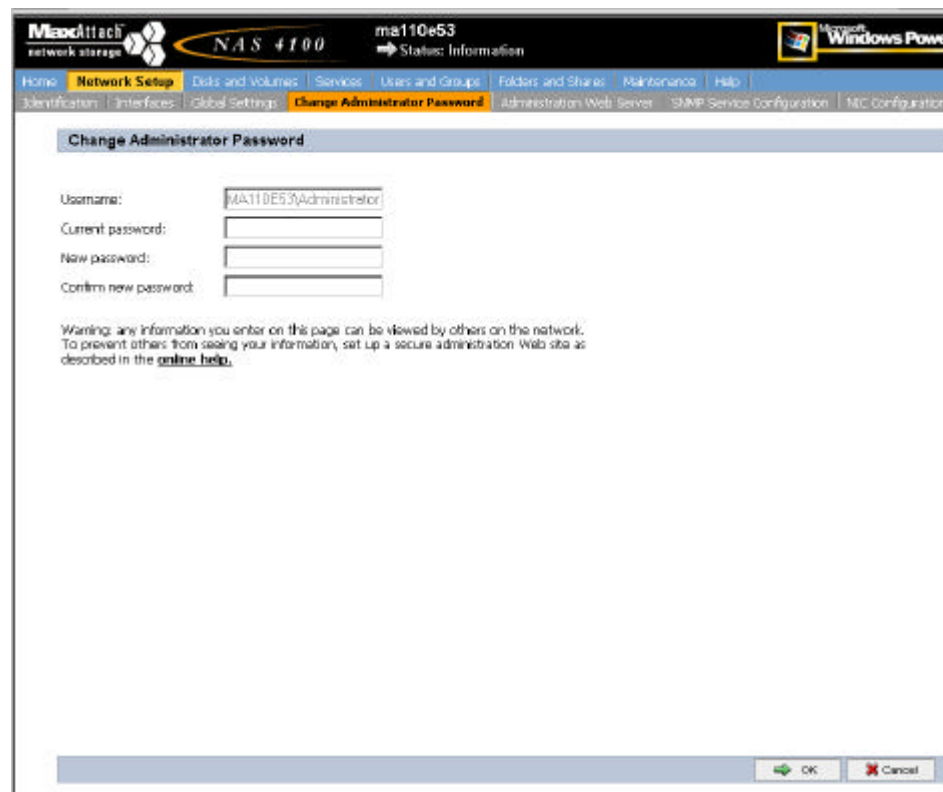 MaxAttach
network storage
NAS 4100
ma110e53
Status: Information
Microsoft
Windows Powe
Home Network Setup Disks and Volumes Services Users and Groups Folders and Shares Maintenance Help
Identification Interfaces Global Settings Change Administrator Password Administration Web Server SNMP Service Configuration NIC Configuration
Change Administrator Password
Username: MA110E53\Administrator
Current password:
New password:
Confirm new password:
Warning: any information you enter on this page can be viewed by others on the network.
To prevent others from seeing your information, set up a secure administration Web site as
described in the online help.
OK Cancel